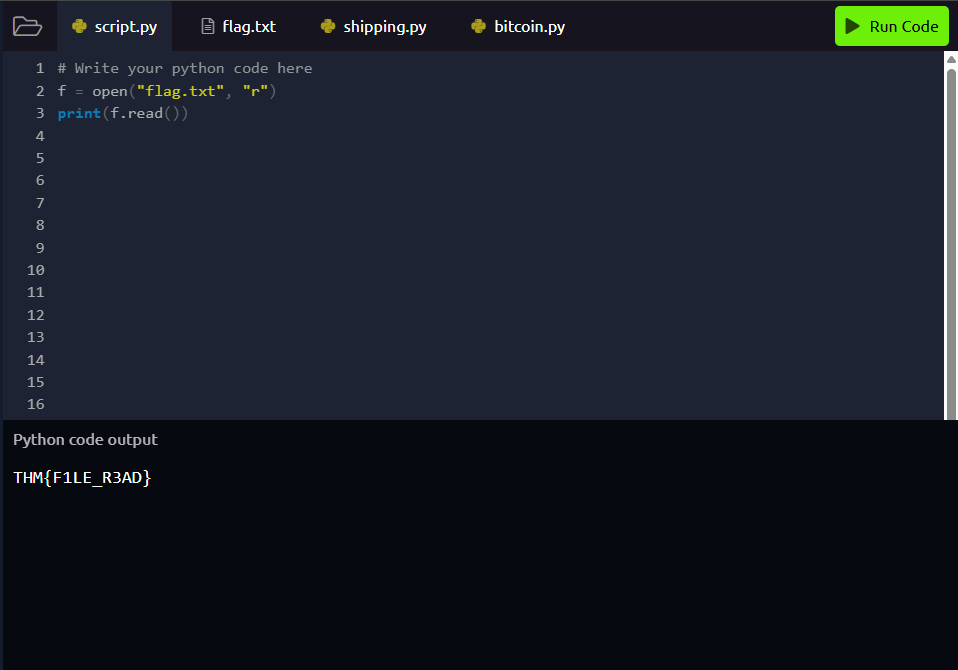 script.py flag.txt shipping.py bitcoin.py Run Code
1 # Write your python code here
2 f = open("flag.txt", "r")
3 print(f.read())
4
5
6
7
8
9
10
11
12
13
14
15
16
Python code output
THM{F1LE_R3AD}